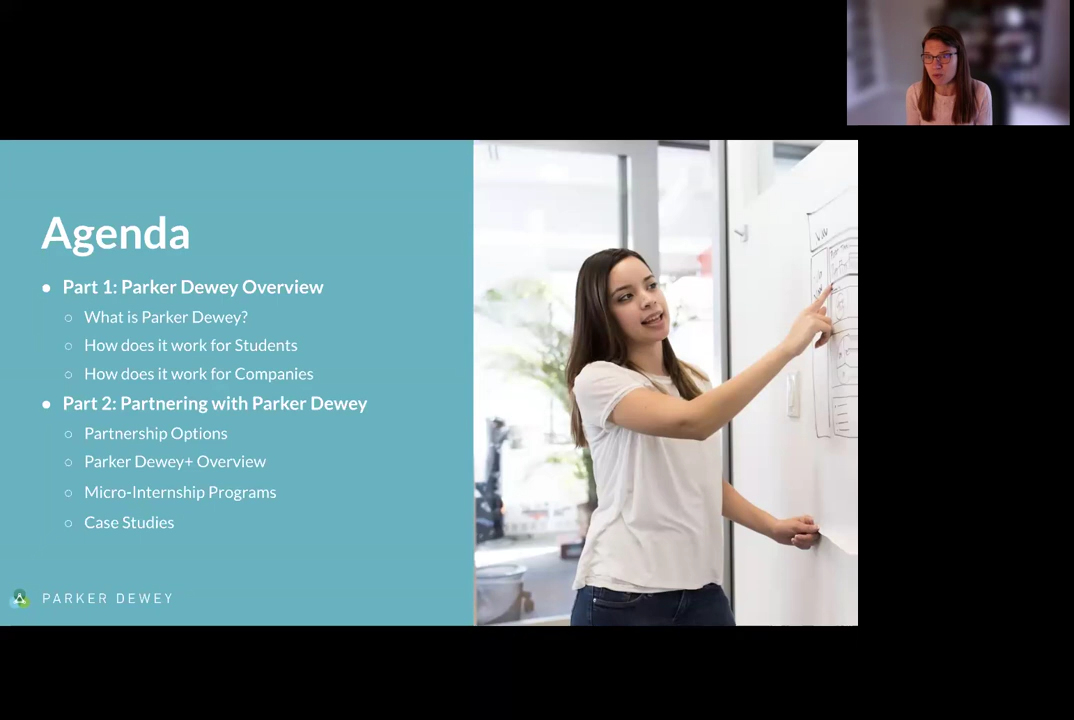 Agenda
● Part 1: Parker Dewey Overview
○ What is Parker Dewey?
○ How does it work for Students
○ How does it work for Companies
● Part 2: Partnering with Parker Dewey
○ Partnership Options
○ Parker Dewey+ Overview
○ Micro-Internship Programs
○ Case Studies
PARKER DEWEY